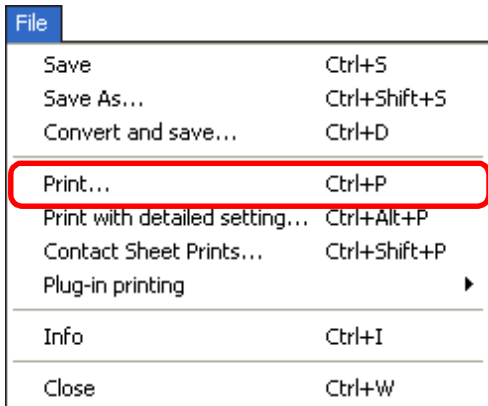 File
Save Ctrl+S
Save As... Ctrl+Shift+S
Convert and save... Ctrl+D
Print... Ctrl+P
Print with detailed setting... Ctrl+Alt+P
Contact Sheet Prints... Ctrl+Shift+P
Plug-in printing
Info Ctrl+I
Close Ctrl+W